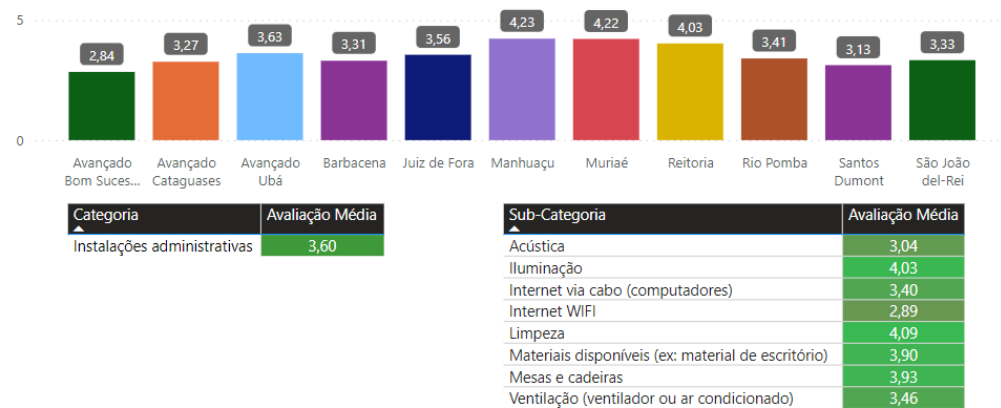 5
2,84
3,27
3,63
3,31
3,56
4,23
4,22
4,03
3,41
3,13
3,33
0
Avançado Bom Suces...
Avançado Cataguases
Avançado Ubá
Barbacena
Juiz de Fora
Manhuaçu
Muriaé
Reitoria
Rio Pomba
Santos Dumont
São João del-Rei
Categoria Avaliação Média
Instalações administrativas 3,60
Sub-Categoria Avaliação Média
Acústica 3,04
Iluminação 4,03
Internet via cabo (computadores) 3,40
Internet WIFI 2,89
Limpeza 4,09
Materiais disponíveis (ex: material de escritório) 3,90
Mesas e cadeiras 3,93
Ventilação (ventilador ou ar condicionado) 3,46